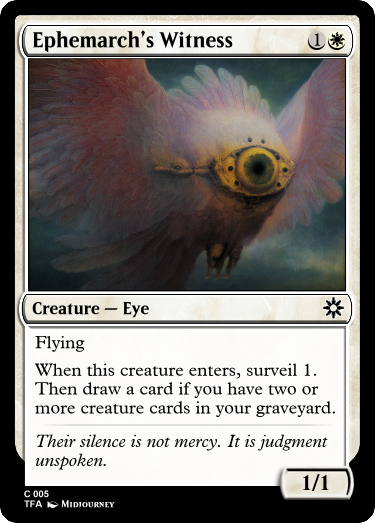 Ephemarch's Witness 1
Creature — Eye
Flying
When this creature enters, surveil 1.
Then draw a card if you have two or
more creature cards in your graveyard.
Their silence is not mercy. It is judgment
unspoken.
1/1
C 005
TFA Midjourney